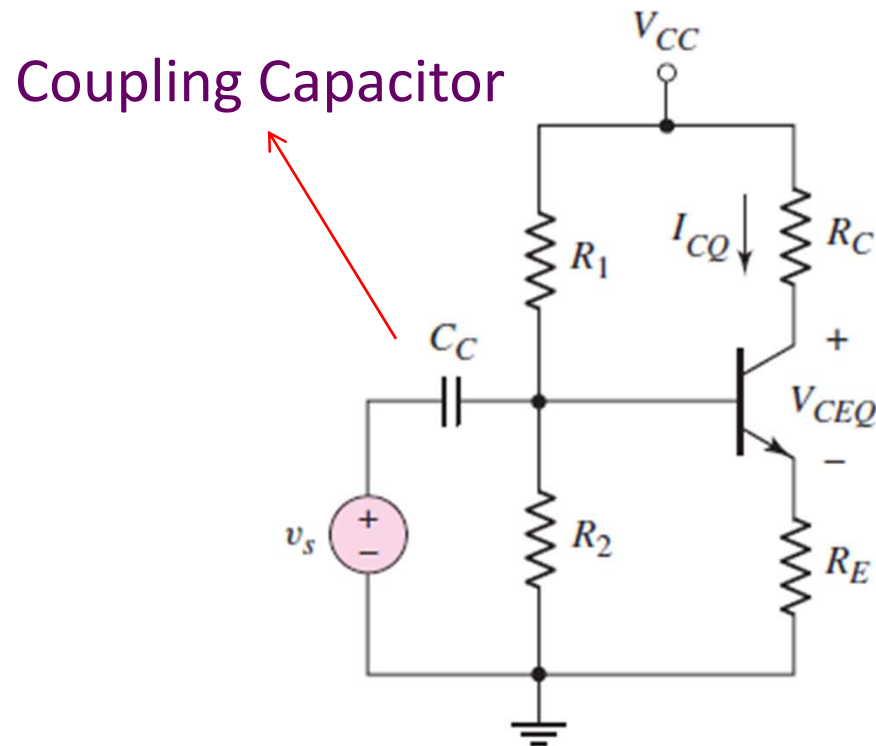 V_CC
Coupling Capacitor
R_1
I_CQ
R_C
C_C
+
V_CEQ
−
v_s
+
−
R_2
R_E